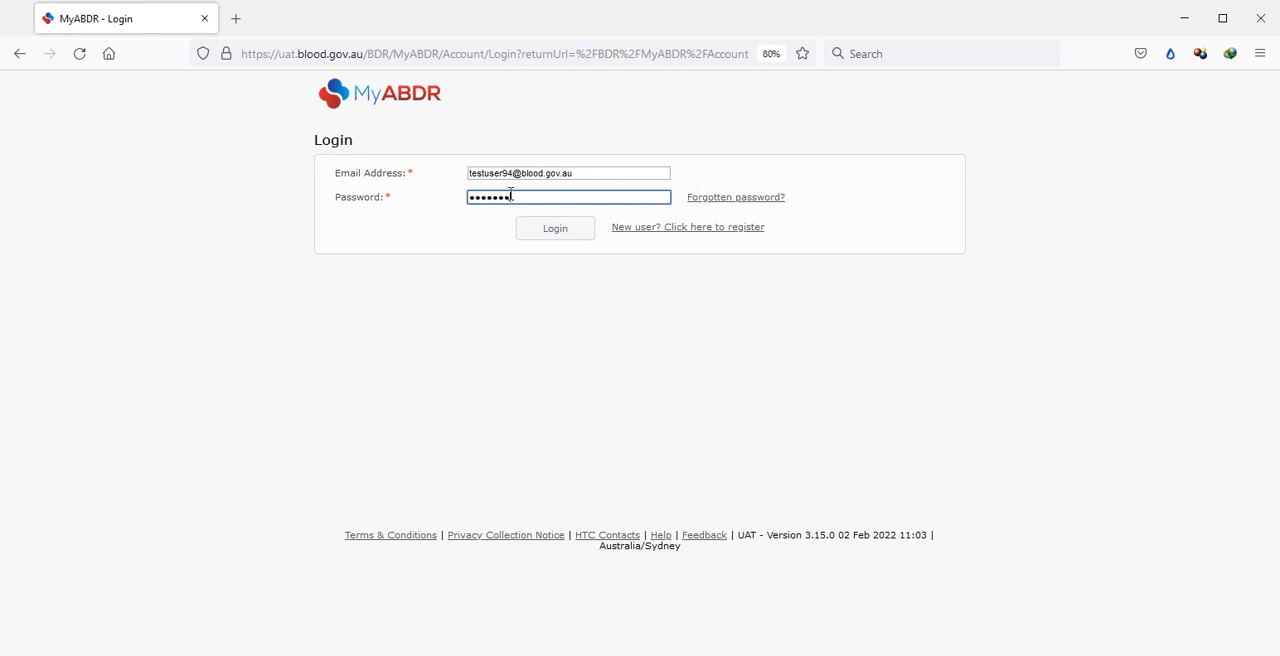 MyABDR - Login
https://uat.blood.gov.au/BDR/MyABDR/Account/Login?returnUrl=%2FBDR%2FMyABDR%2FAccount
80%
Search
MyABDR
Login
Email Address:* testuser94@blood.gov.au
Password:* Forgotten password?
Login New user? Click here to register
Terms & Conditions | Privacy Collection Notice | HTC Contacts | Help | Feedback | UAT - Version 3.15.0 02 Feb 2022 11:03 |
Australia/Sydney